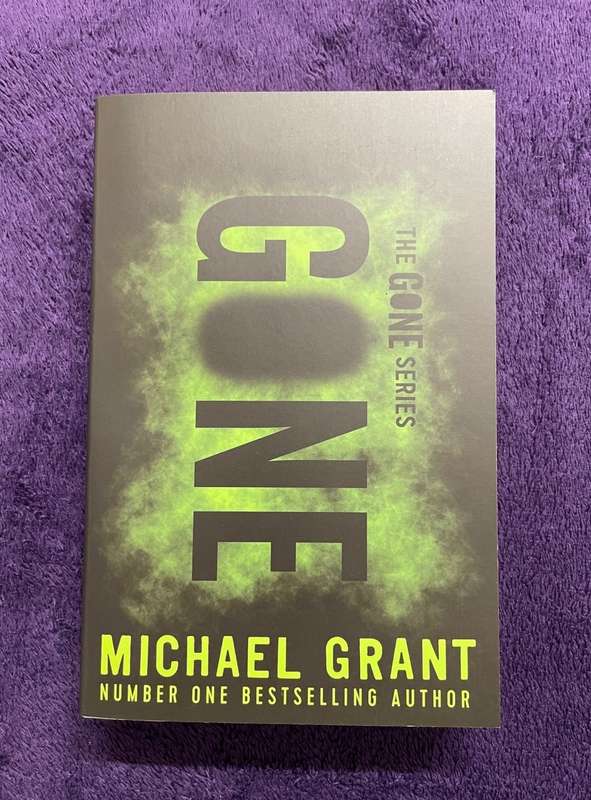 THE GONE SERIES
GONE
MICHAEL GRANT
NUMBER ONE BESTSELLING AUTHOR